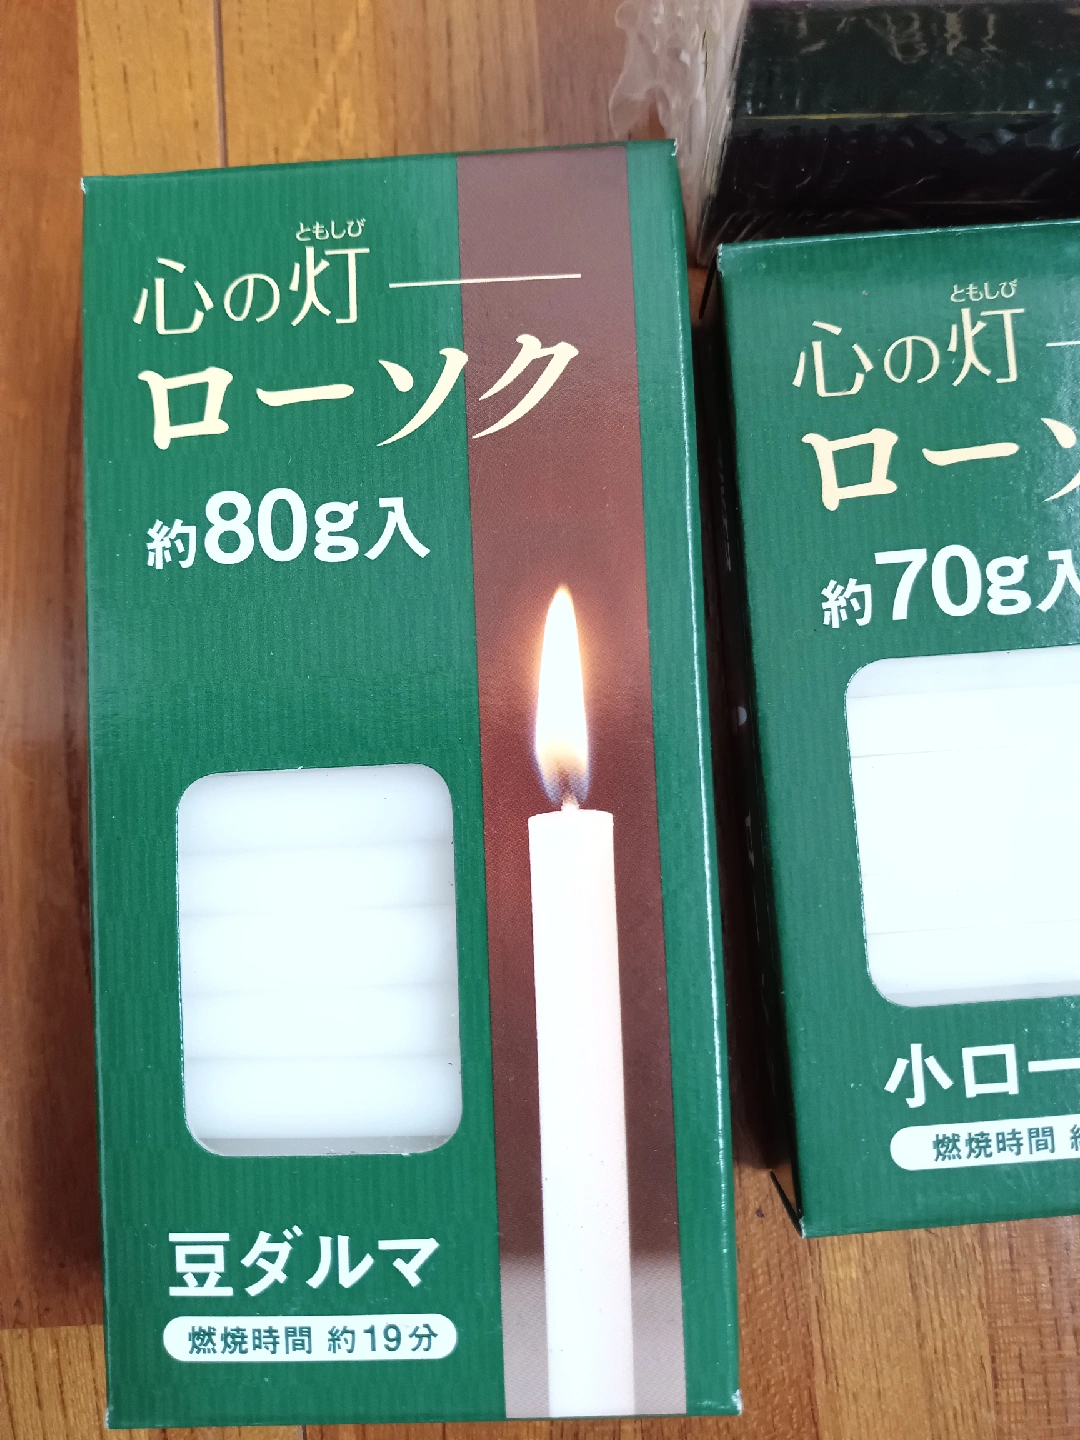 ともしび
心の灯
ローソク
約80g入
豆ダルマ
燃焼時間 約19分
ともしび
心の灯
ローソ
約70g入
小ロー
燃焼時間 約